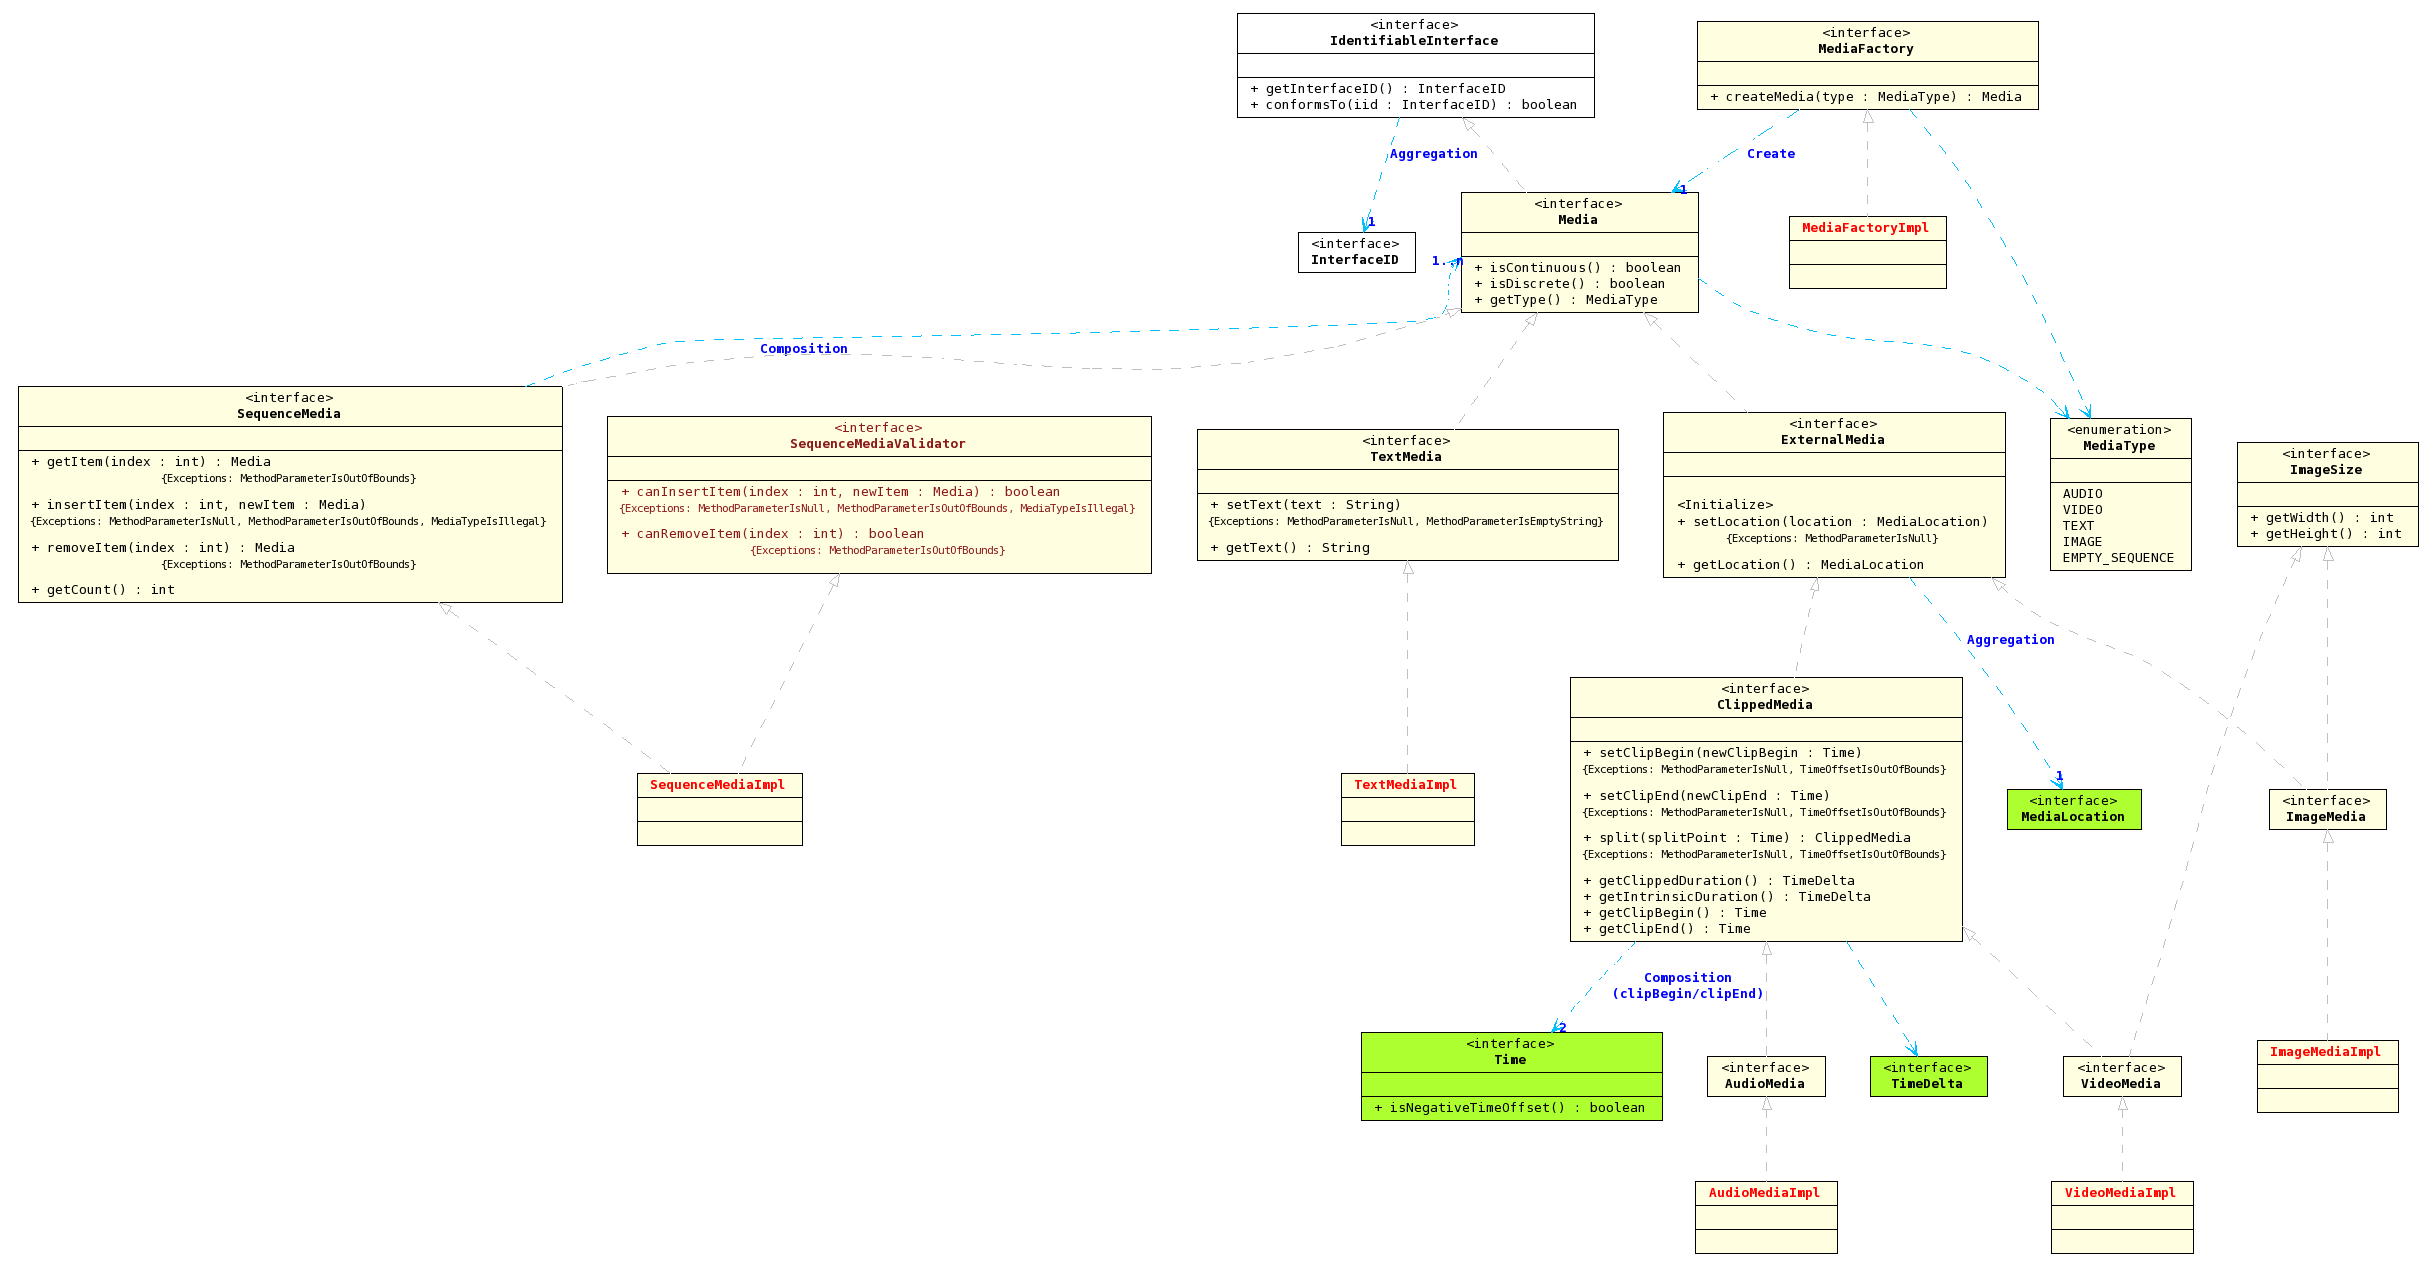 <interface>
IdentifiableInterface
+ getInterfaceID() : InterfaceID
+ conformsTo(iid : InterfaceID) : boolean
<interface>
MediaFactory
+ createMedia(type : MediaType) : Media
Aggregation
Create
1
1
<interface>
InterfaceID
<interface>
Media
+ isContinuous() : boolean
+ isDiscrete() : boolean
+ getType() : MediaType
MediaFactoryImpl
1..n
Composition
<interface>
SequenceMedia
+ getItem(index : int) : Media
{Exceptions: MethodParameterIsOutOfBounds}
+ insertItem(index : int, newItem : Media)
{Exceptions: MethodParameterIsNull, MethodParameterIsOutOfBounds, MediaTypeIsIllegal}
+ removeItem(index : int) : Media
{Exceptions: MethodParameterIsOutOfBounds}
+ getCount() : int
<interface>
SequenceMediaValidator
+ canInsertItem(index : int, newItem : Media) : boolean
{Exceptions: MethodParameterIsNull, MethodParameterIsOutOfBounds, MediaTypeIsIllegal}
+ canRemoveItem(index : int) : boolean
{Exceptions: MethodParameterIsOutOfBounds}
<interface>
TextMedia
+ setText(text : String)
{Exceptions: MethodParameterIsNull, MethodParameterIsEmptyString}
+ getText() : String
<interface>
ExternalMedia
<Initialize>
+ setLocation(location : MediaLocation)
{Exceptions: MethodParameterIsNull}
+ getLocation() : MediaLocation
<enumeration>
MediaType
AUDIO
VIDEO
TEXT
IMAGE
EMPTY_SEQUENCE
<interface>
ImageSize
+ getWidth() : int
+ getHeight() : int
Aggregation
1
SequenceMediaImpl
TextMediaImpl
<interface>
ClippedMedia
+ setClipBegin(newClipBegin : Time)
{Exceptions: MethodParameterIsNull, TimeOffsetIsOutOfBounds}
+ setClipEnd(newClipEnd : Time)
{Exceptions: MethodParameterIsNull, TimeOffsetIsOutOfBounds}
+ split(splitPoint : Time) : ClippedMedia
{Exceptions: MethodParameterIsNull, TimeOffsetIsOutOfBounds}
+ getClippedDuration() : TimeDelta
+ getIntrinsicDuration() : TimeDelta
+ getClipBegin() : Time
+ getClipEnd() : Time
<interface>
MediaLocation
<interface>
ImageMedia
Composition
(clipBegin/clipEnd)
2
<interface>
Time
+ isNegativeTimeOffset() : boolean
<interface>
AudioMedia
<interface>
TimeDelta
<interface>
VideoMedia
ImageMediaImpl
AudioMediaImpl
VideoMediaImpl